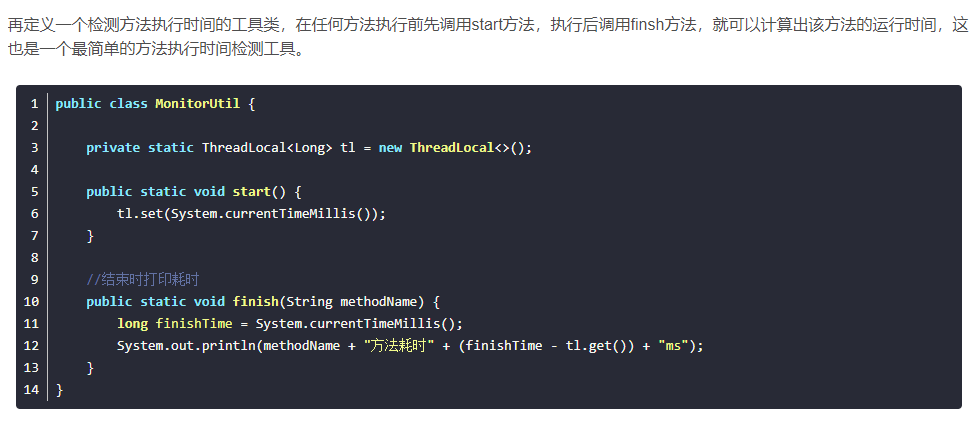 再定义一个检测方法执行时间的工具类，在任何方法执行前先调用start方法，执行后调用finsh方法，就可以计算出该方法的运行时间，这
也是一个最简单的方法执行时间检测工具。
1 public class MonitorUtil {
2
3     private static ThreadLocal<Long> tl = new ThreadLocal<>();
4
5     public static void start() {
6         tl.set(System.currentTimeMillis());
7     }
8
9     //结束时打印耗时
10     public static void finish(String methodName) {
11         long finishTime = System.currentTimeMillis();
12         System.out.println(methodName + "方法耗时" + (finishTime - tl.get()) + "ms");
13     }
14 }